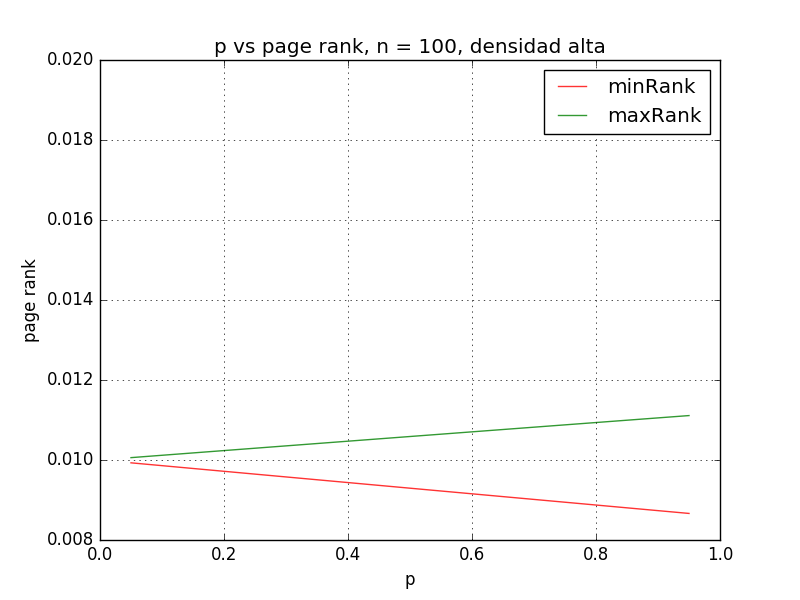 p vs page rank, n = 100, densidad alta
0.020
0.018
0.016
0.014
0.012
0.010
0.008
page rank
minRank
maxRank
0.0 0.2 0.4 0.6 0.8 1.0
p